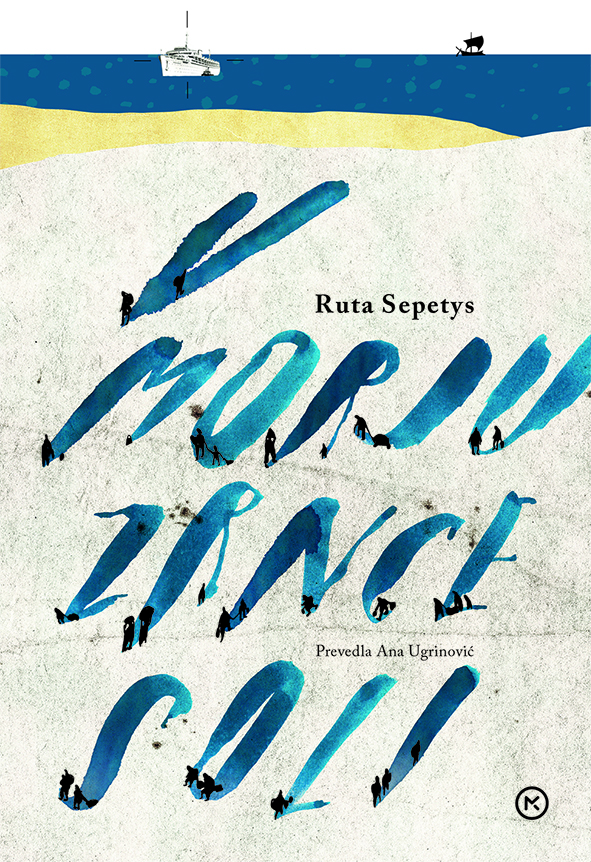 V
Ruta Sepetys
MORJU
ZRNCE
Prevedla Ana Ugrinović
SOLI